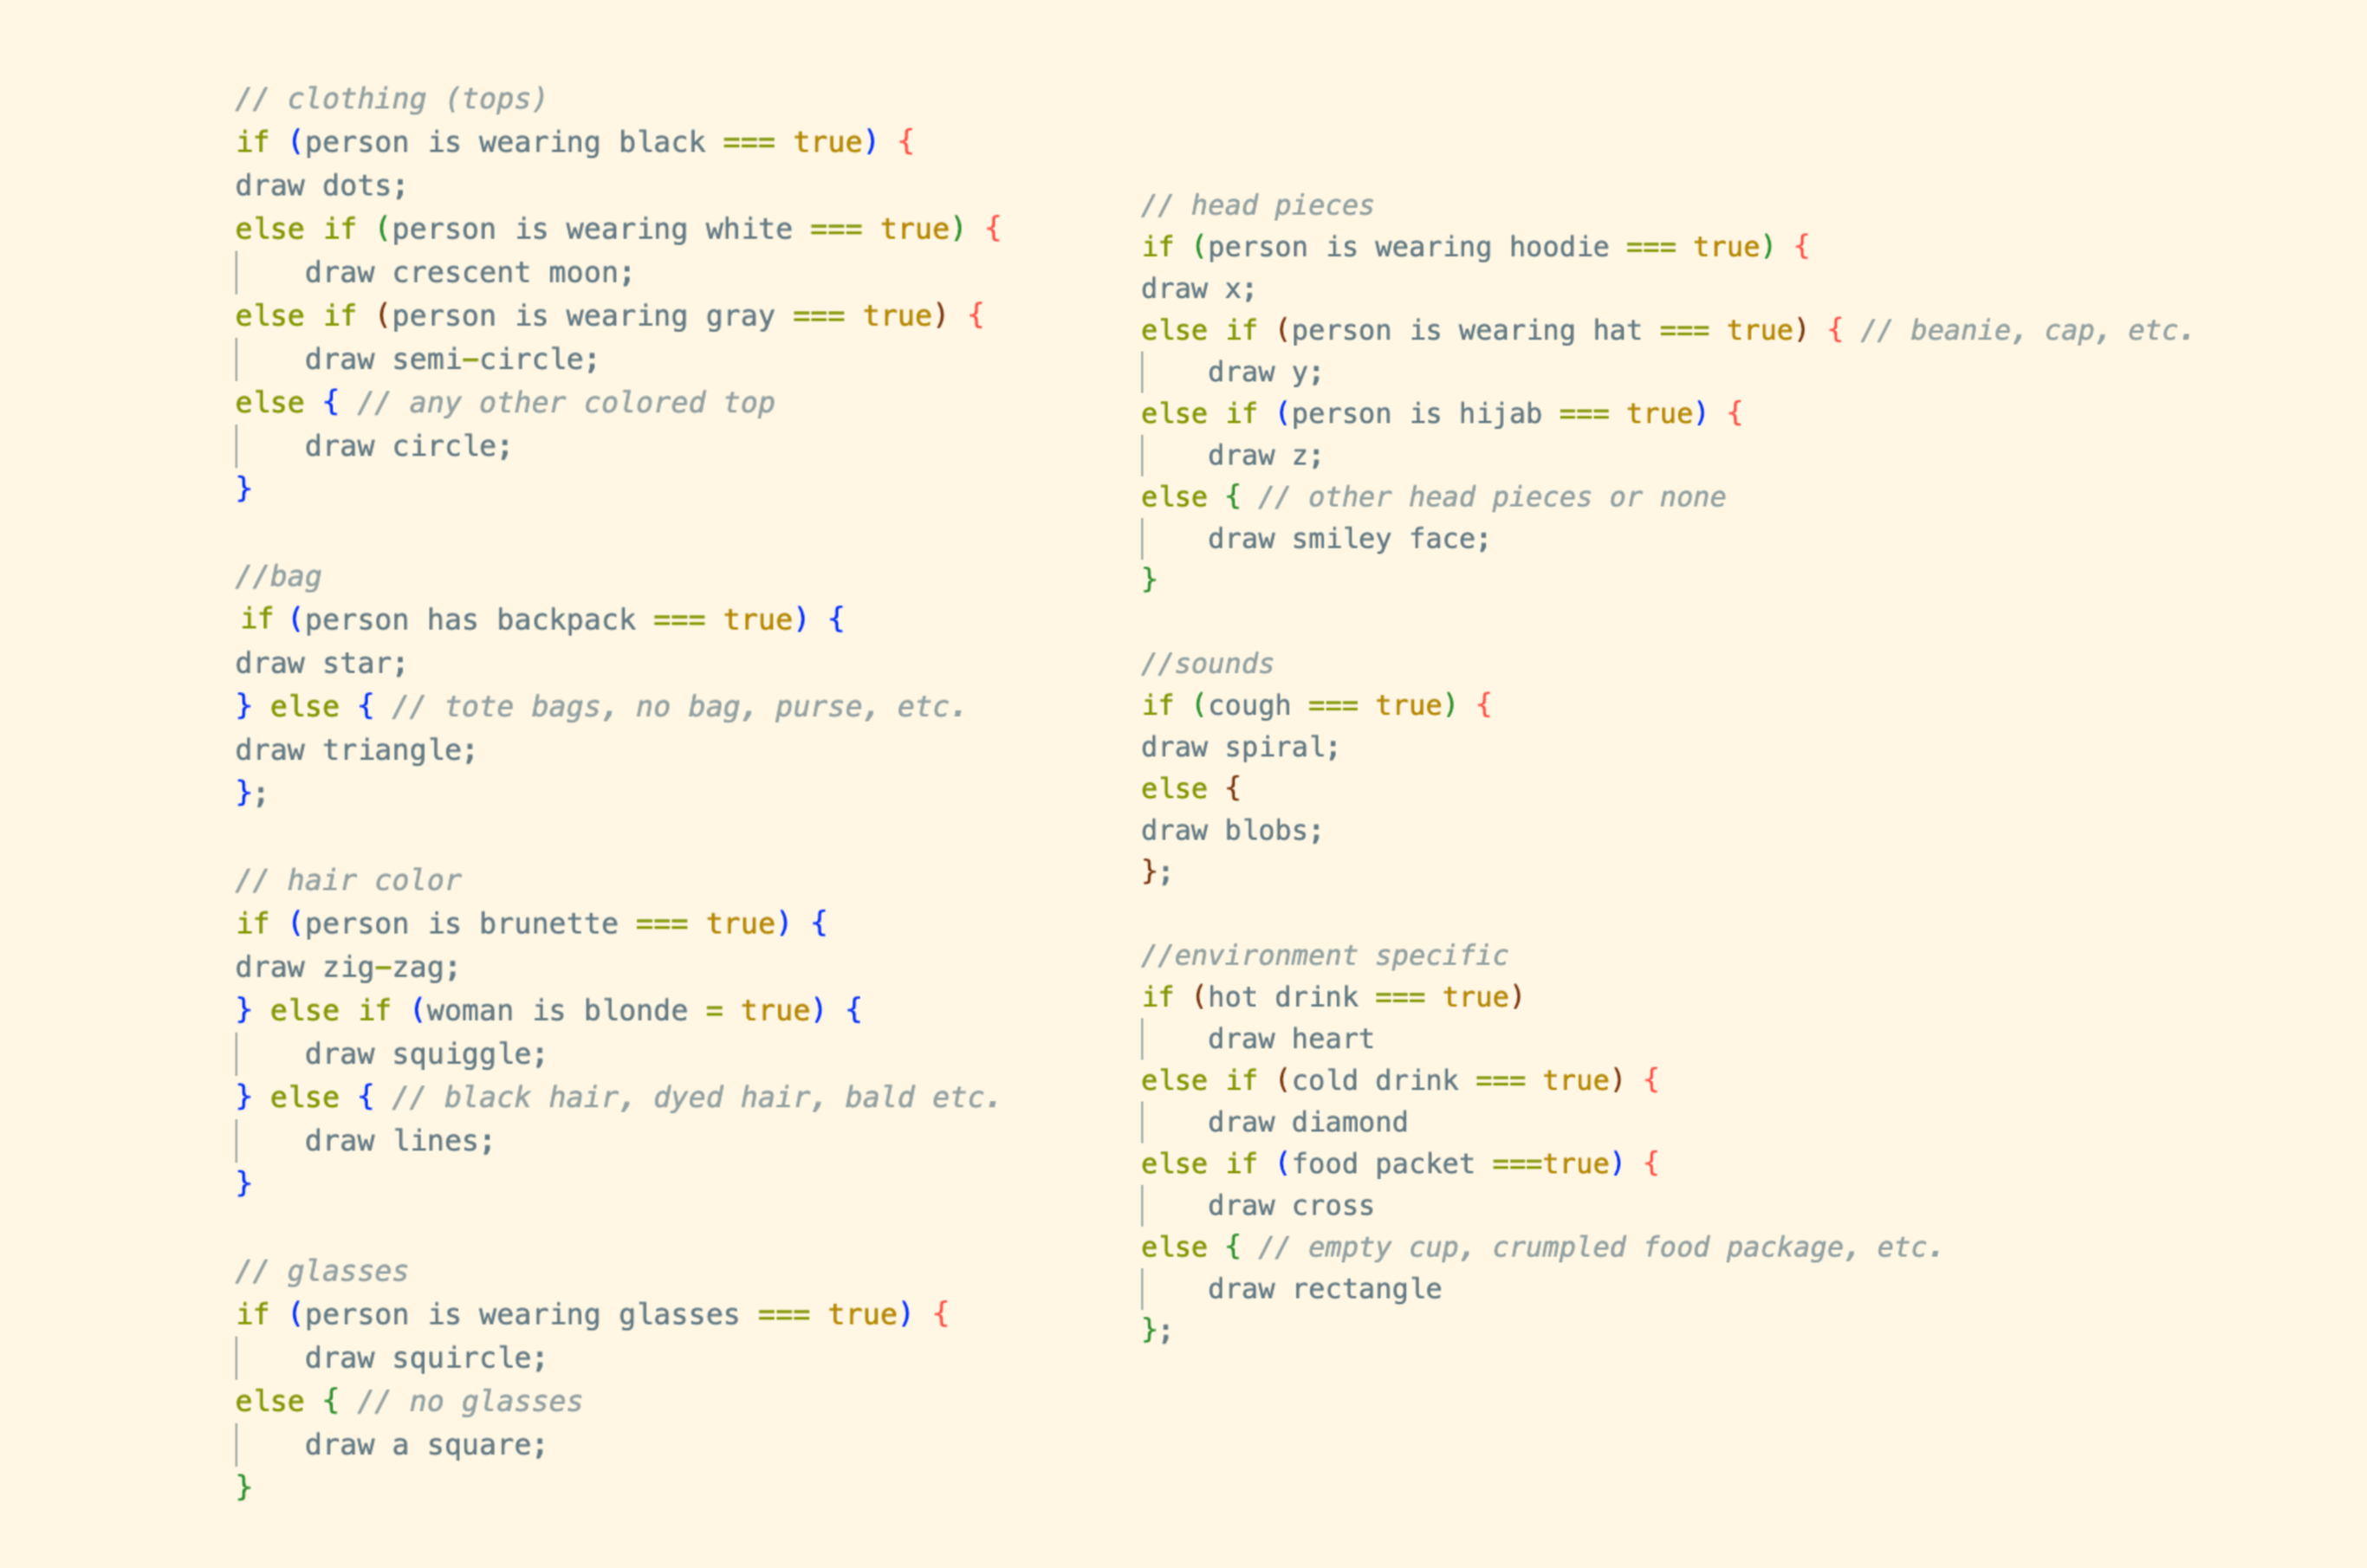 // clothing (tops)
if (person is wearing black === true) {
draw dots;
else if (person is wearing white === true) {
    draw crescent moon;
else if (person is wearing gray === true) {
    draw semi-circle;
else { // any other colored top
    draw circle;
}

//bag
if (person has backpack === true) {
draw star;
} else { // tote bags, no bag, purse, etc.
draw triangle;
};

// hair color
if (person is brunette === true) {
draw zig-zag;
} else if (woman is blonde = true) {
    draw squiggle;
} else { // black hair, dyed hair, bald etc.
    draw lines;
}

// glasses
if (person is wearing glasses === true) {
    draw squircle;
else { // no glasses
    draw a square;
}

// head pieces
if (person is wearing hoodie === true) {
draw x;
else if (person is wearing hat === true) { // beanie, cap, etc.
    draw y;
else if (person is hijab === true) {
    draw z;
else { // other head pieces or none
    draw smiley face;
}

//sounds
if (cough === true) {
draw spiral;
else {
draw blobs;
};

//environment specific
if (hot drink === true)
    draw heart
else if (cold drink === true) {
    draw diamond
else if (food packet ===true) {
    draw cross
else { // empty cup, crumpled food package, etc.
    draw rectangle
};